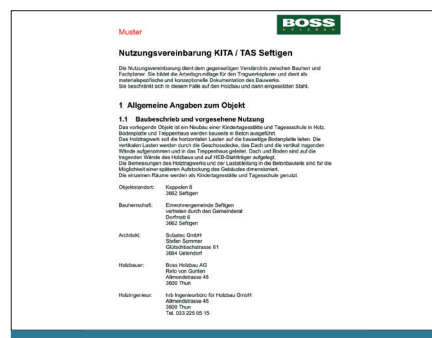 BOSS
HOLZBAU
Muster
Nutzungsvereinbarung KITA / TAS Seftigen
Die Nutzungsvereinbarung dient dem gegenseitigen Verständnis zwischen Bauherr und
Fachplaner. Sie bildet die Arbeitsgrundlage für den Tragwerksplaner und dient als
materialspezifische und konzeptionelle Dokumentation des Bauwerks.
Sie beschränkt sich in diesem Falle auf den Holzbau und darin eingesetzten Stahl.
1 Allgemeine Angaben zum Objekt
1.1 Baubeschrieb und vorgesehene Nutzung
Das vorliegende Objekt ist ein Neubau einer Kindertagesstätte und Tagesschule in Holz.
Bodenplatte und Treppenhaus werden bauseits in Beton ausgeführt.
Das Holztragwerk soll die horizontalen Lasten auf die bauseitige Bodenplatte leiten. Die
vertikalen Lasten werden durch die Geschossdecke, das Dach und die vertikal tragenden
Wände aufgenommen und in das Treppenhaus geleitet. Dach und Boden sind auf die
tragenden Wände des Holzbaus und auf HEB-Stahlträger aufgelegt.
Die Bemessungen des Holztragwerks und der Lastableitung in die Betonbauteile sind für die
Möglichkeit einer späteren Aufstockung des Gebäudes dimensioniert.
Die einzelnen Räume werden als Kindertagesstätte und Tagesschule genutzt.
Objektstandort: Kappelen 8
3662 Seftigen
Bauherrschaft: Einwohnergemeinde Seftigen
vertreten durch den Gemeinderat
Dorfmatt 6
3662 Seftigen
Architekt: Sobatec GmbH
Stefan Sommer
Glütschbachstrasse 61
3664 Uetendorf
Holzbauer: Boss Holzbau AG
Reto von Gunten
Allmendstrasse 46
3600 Thun
Holzingenieur: hrb Ingenieurbüro für Holzbau GmbH
Allmendstrasse 46
3600 Thun
Tel. 033 225 05 15